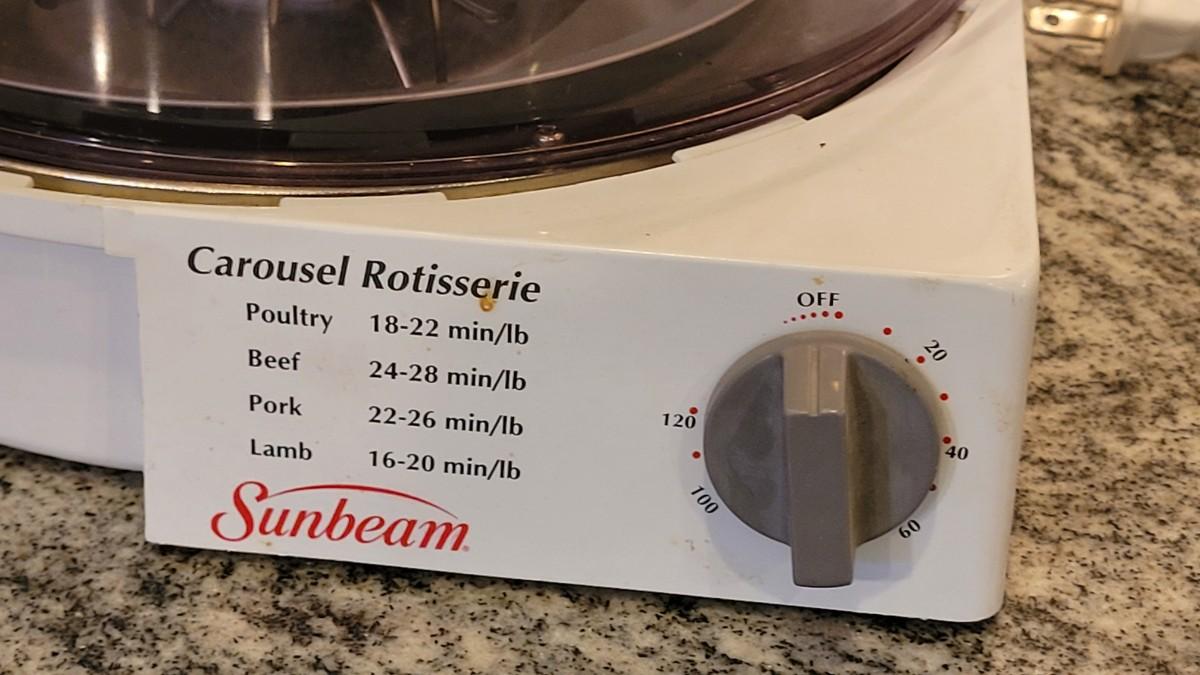 Carousel Rotisserie
Poultry 18-22 min/lb
Beef 24-28 min/lb
Pork 22-26 min/lb
Lamb 16-20 min/lb
Sunbeam
OFF
20
40
60
100
120